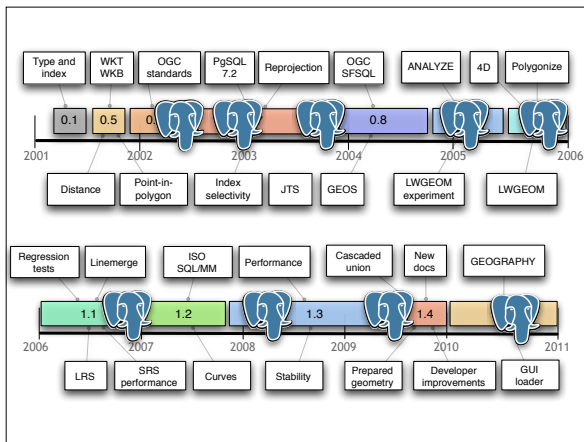 Type and index
WKT WKB
OGC standards
PgSQL 7.2
Reprojection
OGC SFSQL
ANALYZE
4D
Polygonize
0.1
0.5
0.
0.8
2001
2002
2003
2004
2005
2006
Distance
Point-in-polygon
Index selectivity
JTS
GEOS
LWGEOM experiment
LWGEOM
Regression tests
Linemerge
ISO SQL/MM
Performance
Cascaded union
New docs
GEOGRAPHY
1.1
1.2
1.3
1.4
2006
2007
2008
2009
2010
2011
LRS
SRS performance
Curves
Stability
Prepared geometry
Developer improvements
GUI loader